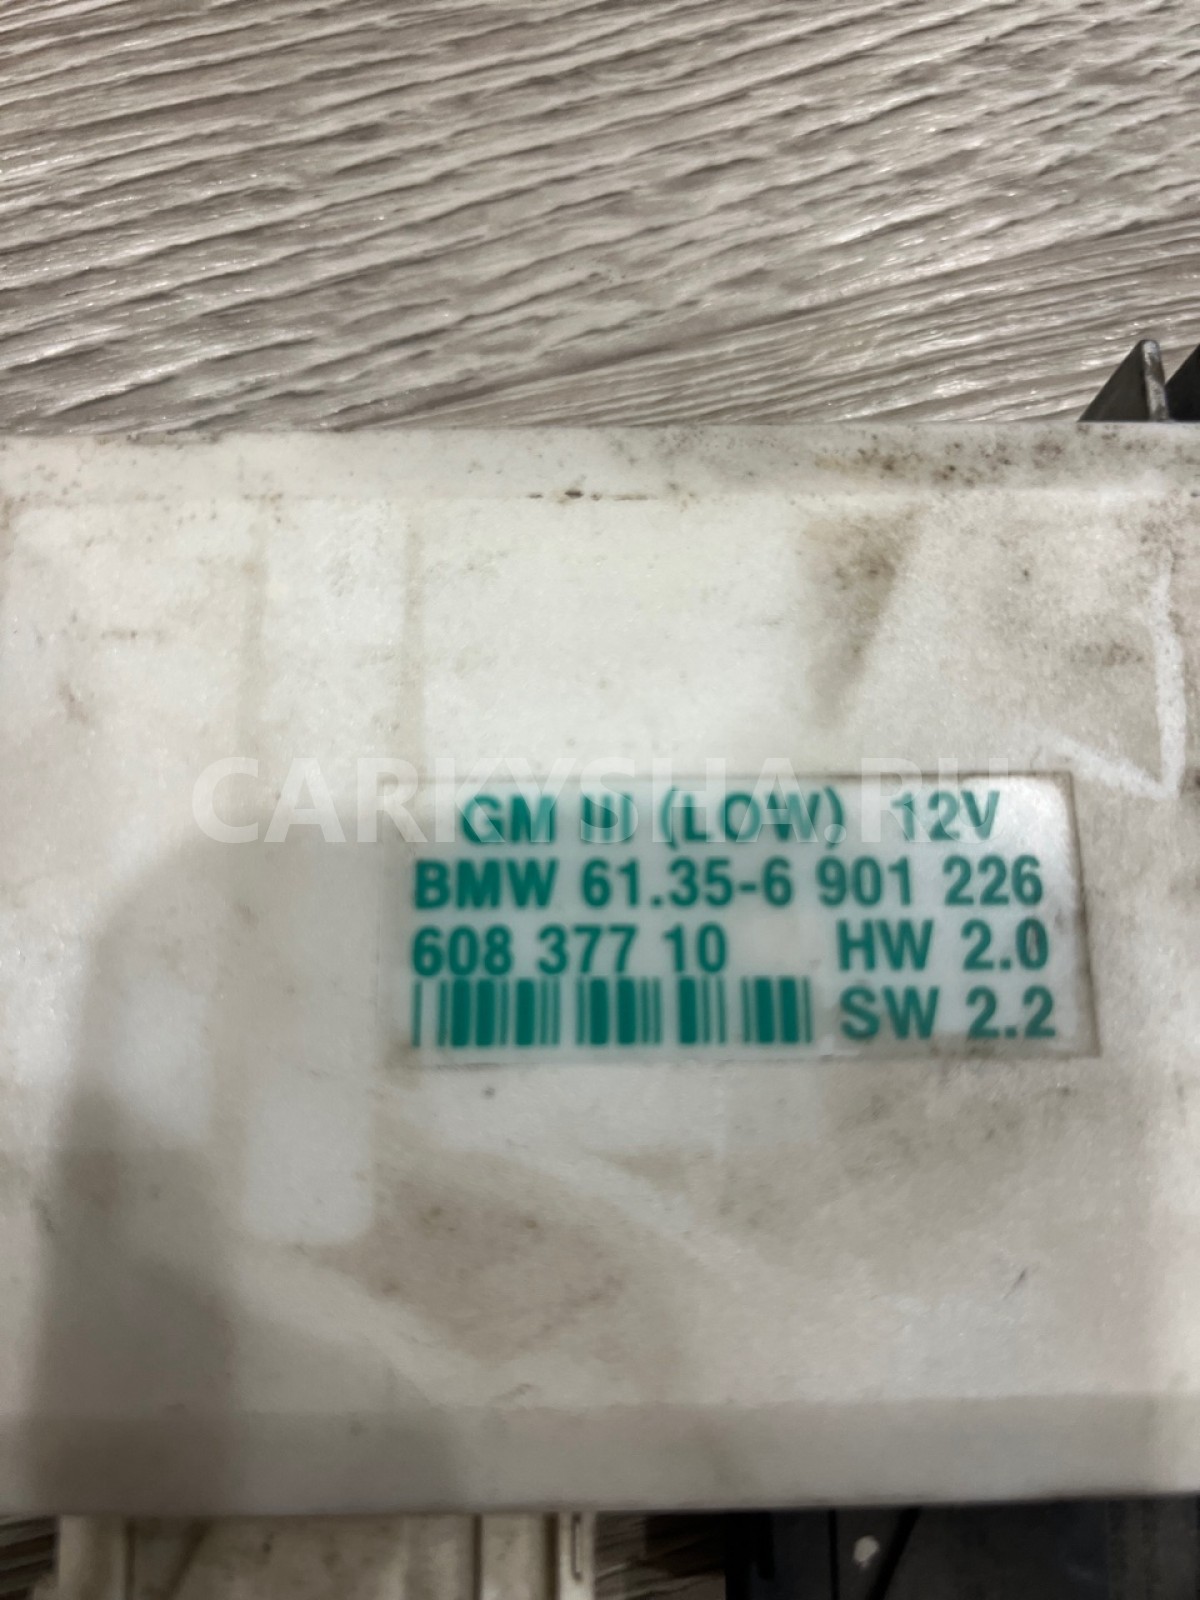 CARKYSHA.RU
GM III (LOW) 12V
BMW 61.35-6 901 226
608 377 10 HW 2.0
SW 2.2